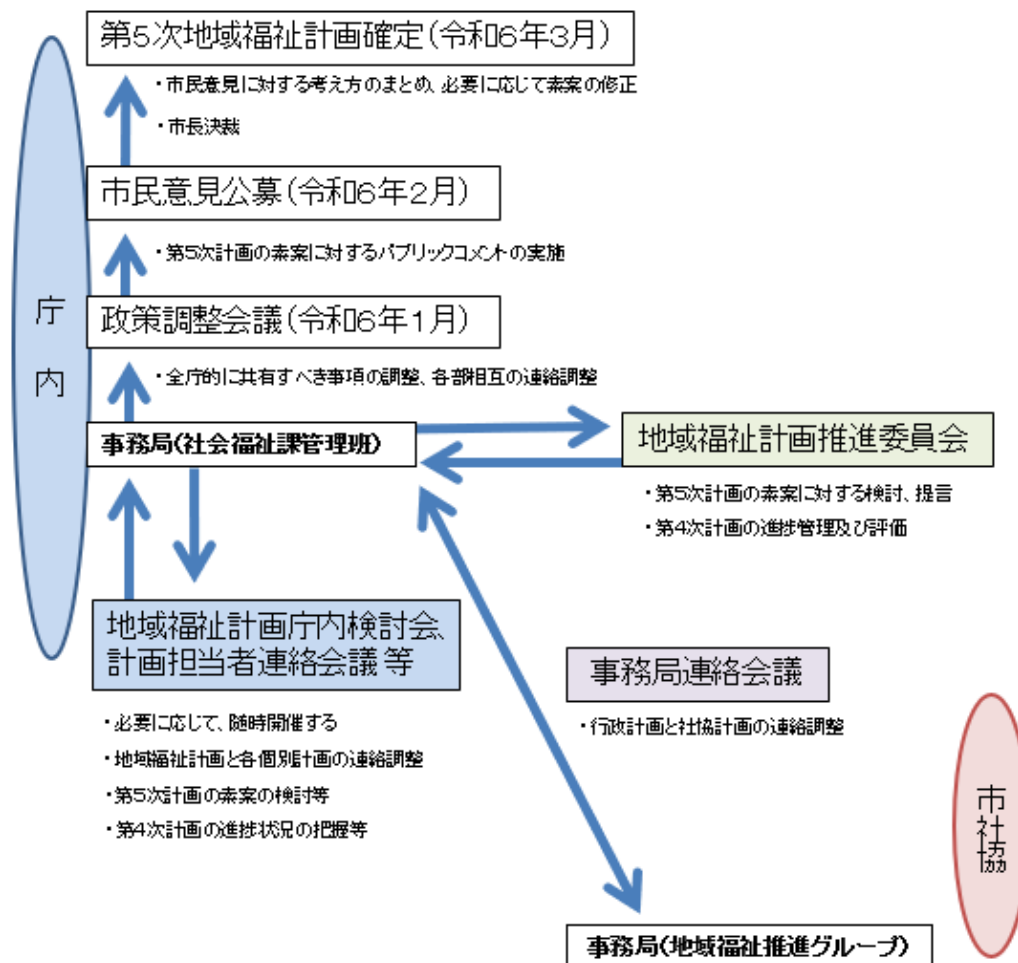 第5次地域福祉計画確定(令和6年3月)
・市民意見に対する考え方のまとめ、必要に応じて素案の修正
・市長決裁
市民意見公募(令和6年2月)
・第5次計画の素案に対するパブリックコメントの実施
庁内
政策調整会議(令和6年1月)
・全庁的に共有すべき事項の調整、各部相互の連絡調整
事務局(社会福祉課管理班)
地域福祉計画推進委員会
・第5次計画の素案に対する検討、提言
・第4次計画の進捗管理及び評価
地域福祉計画庁内検討会、
計画担当者連絡会議等
・必要に応じて、随時開催する
・地域福祉計画と各個別計画の連絡調整
・第5次計画の素案の検討等
・第4次計画の進捗状況の把握等
事務局連絡会議
・行政計画と社協計画の連絡調整
市社協
事務局(地域福祉推進グループ)